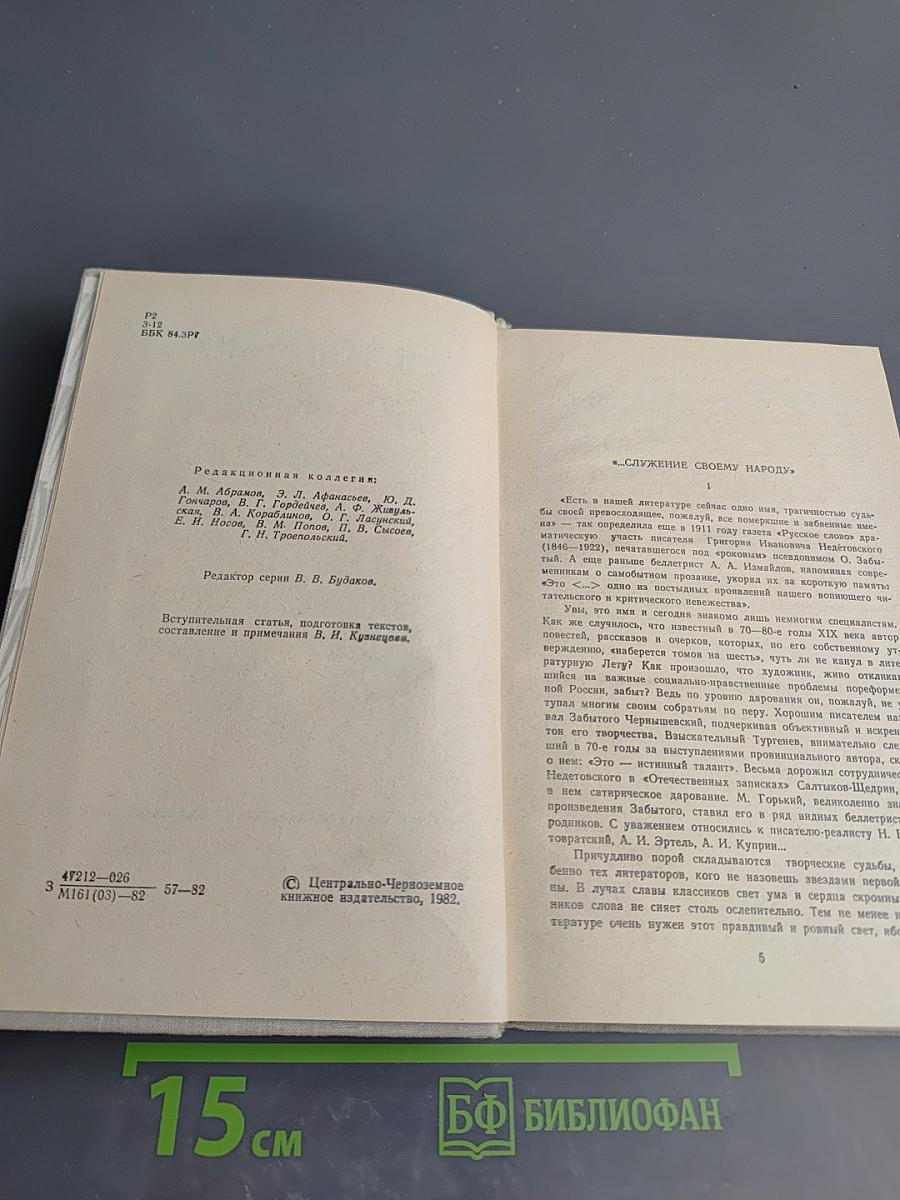 Р2
З-12
ББК 84.3Р7
Редакционная коллегия:
А. М. Абрамов, Э. Л. Афанасьев, Ю. Д.
Гончаров, В. Г. Гордейчев, А. Ф. Живуль-
ская, В. А. Кораблинов, О. Г. Ласунский,
Е. И. Носов, В. М. Попов, П. В. Сысоев,
Г. Н. Троепольский.
Редактор серии В. В. Будаков.
Вступительная статья, подготовка текстов,
составление и примечания В. И. Кузнецова.
З 47212—026
М161(03)—82 57—82
© Центрально-Черноземное
книжное издательство, 1982.
«...СЛУЖЕНИЕ СВОЕМУ НАРОДУ»
1
«Есть в нашей литературе сейчас одно имя, трагичностью судь-
бы своей превосходящее, пожалуй, все померкшие и забвенные име-
на» — так определила еще в 1911 году газета «Русское слово» дра-
матическую участь писателя Григория Ивановича Недетовского
(1846—1922), печатавшегося под «роковым» псевдонимом О. Забы-
тый. А еще раньше беллетрист А. А. Измайлов, напоминая совре-
менникам о самобытном прозаике, укорял их за короткую память:
«Это <...> одно из постыдных проявлений нашего вопиющего чи-
тательского и критического невежества».
Увы, это имя и сегодня знакомо лишь немногим специалистам.
Как же случилось, что известный в 70—80-е годы XIX века автор
повестей, рассказов и очерков, которых, по его собственному ут-
верждению, «наберется томов на шесть», чуть ли не канул в лите-
ратурную Лету? Как произошло, что художник, живо откликав
шийся на важные социально-нравственные проблемы пореформе
ной России, забыт? Ведь по уровню дарования он, пожалуй, не у
тупал многим своим собратьям по перу. Хорошим писателем наз
вал Забытого Чернышевский, подчеркивая объективный и искрен
тон его творчества. Взыскательный Тургенев, внимательно сле
ший в 70-е годы за выступлениями провинциального автора, ск
о нем: «Это — истинный талант». Весьма дорожил сотрудничес
Недетовского в «Отечественных записках» Салтыков-Щедрин,
в нем сатирическое дарование. М. Горький, великолепно зна
произведения Забытого, ставил его в ряд видных беллетрист
родников. С уважением относились к писателю-реалисту Н. Н
товратский, А. И. Эртель, А. И. Куприн...
Причудливо порой складываются творческие судьбы,
бенно тех литераторов, кого не назовешь звездами первой
ны. В лучах славы классиков свет ума и сердца скромны
ников слова не сияет столь ослепительно. Тем не менее н
тературе очень нужен этот правдивый и ровный свет, ибо
5
15 см
БФ БИБЛИОФАН